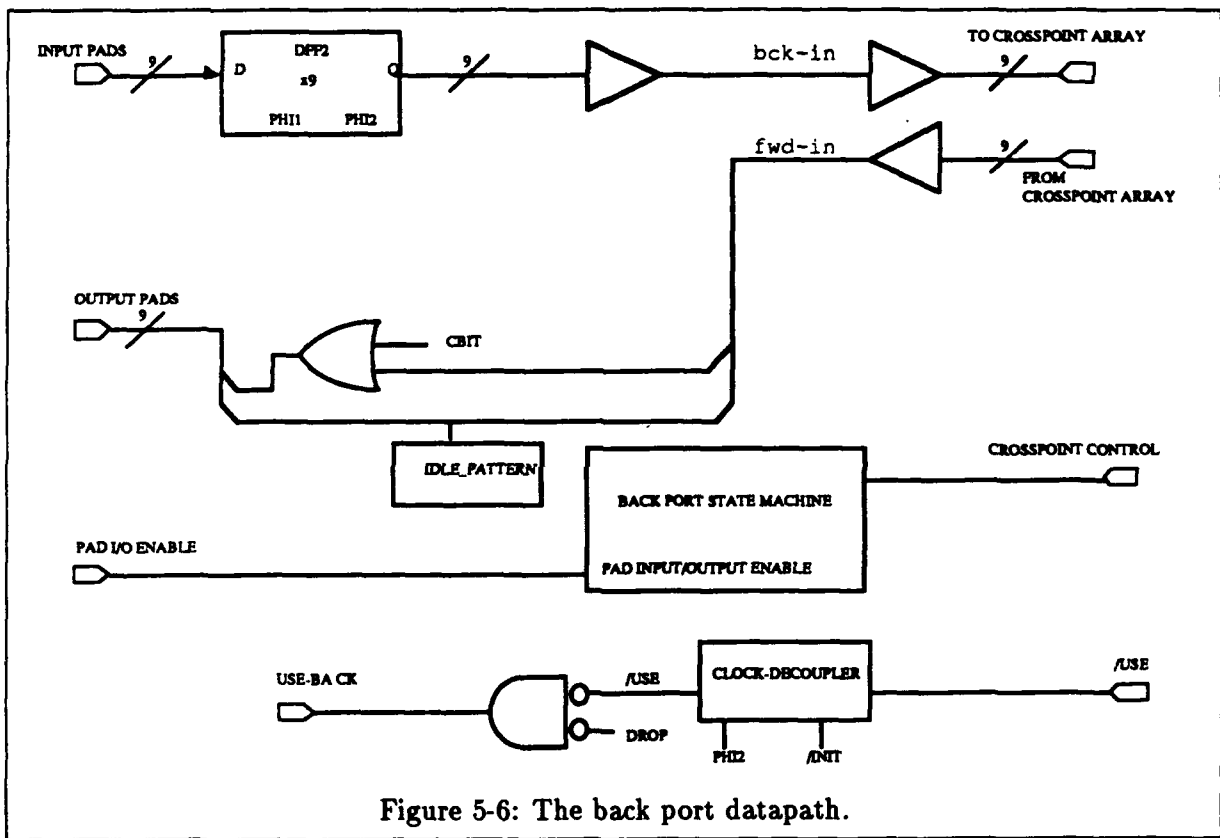 INPUT PADS
9
D
DFF2
x9
Q
PHI1
PHI2
9
bck-in
TO CROSSPOINT ARRAY
9
fwd-in
9
FROM
CROSSPOINT ARRAY
OUTPUT PADS
9
CBIT
IDLE_PATTERN
BACK PORT STATE MACHINE
CROSSPOINT CONTROL
PAD I/O ENABLE
PAD INPUT/OUTPUT ENABLE
USE-BA CK
/USE
CLOCK-DECOUPLER
/USE
DROP
PHI2
/INIT
Figure 5-6: The back port datapath.